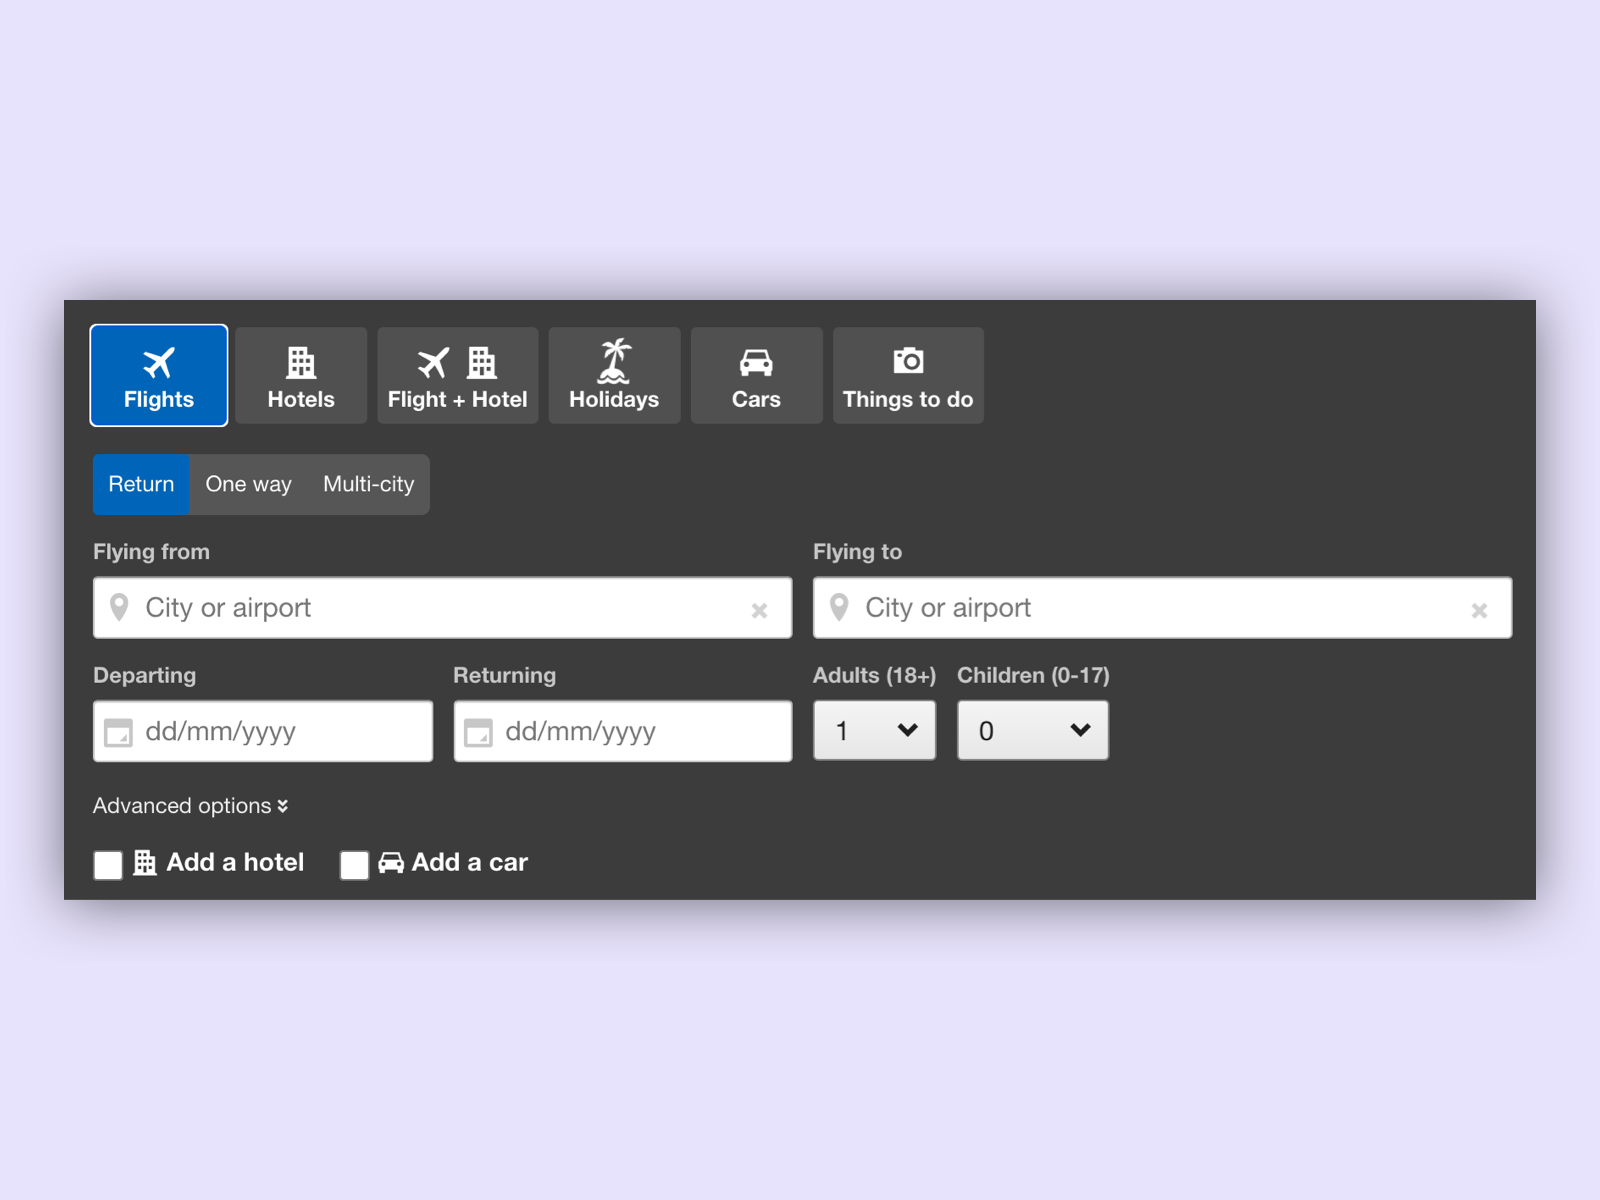 Flights Hotels Flight + Hotel Holidays Cars Things to do
Return One way Multi-city
Flying from Flying to
City or airport City or airport
Departing Returning Adults (18+) Children (0-17)
dd/mm/yyyy dd/mm/yyyy 1 0
Advanced options
Add a hotel Add a car